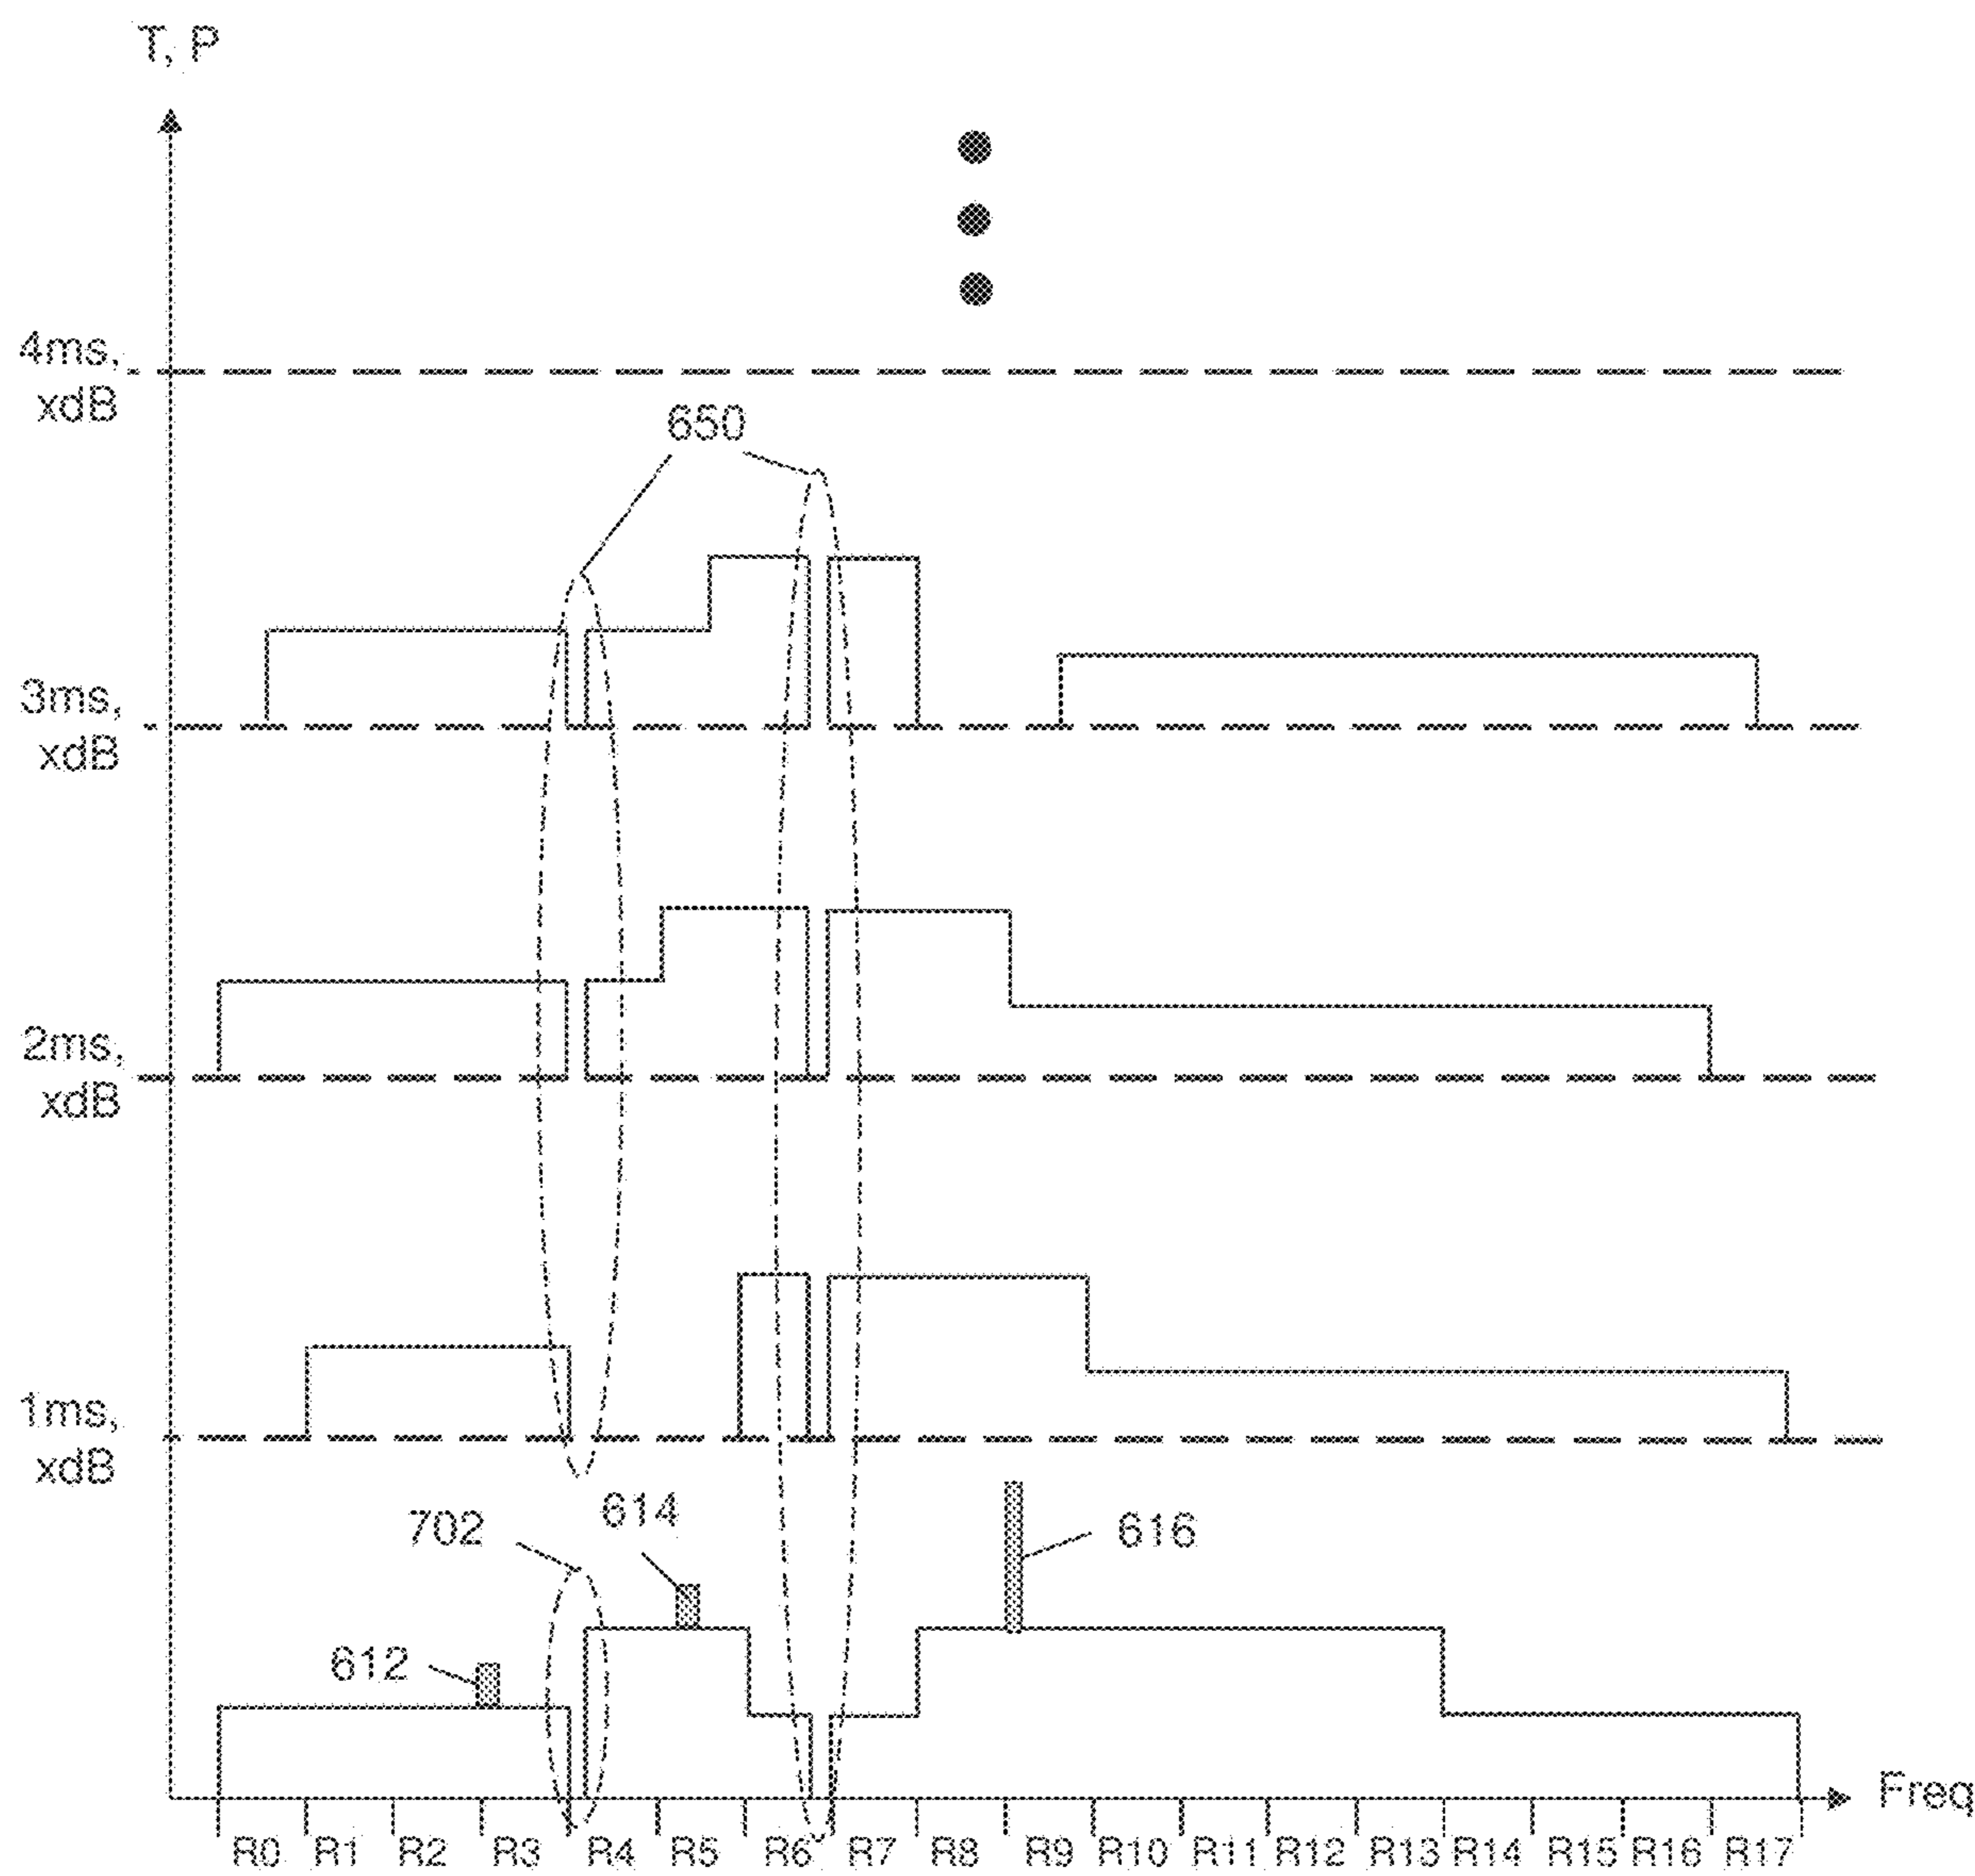 T, P
4ms,
xdB
650
3ms,
xdB
2ms,
xdB
1ms,
xdB
702
614
616
612
Freq
R0 R1 R2 R3 R4 R5 R6 R7 R8 R9 R10 R11 R12 R13 R14 R15 R16 R17